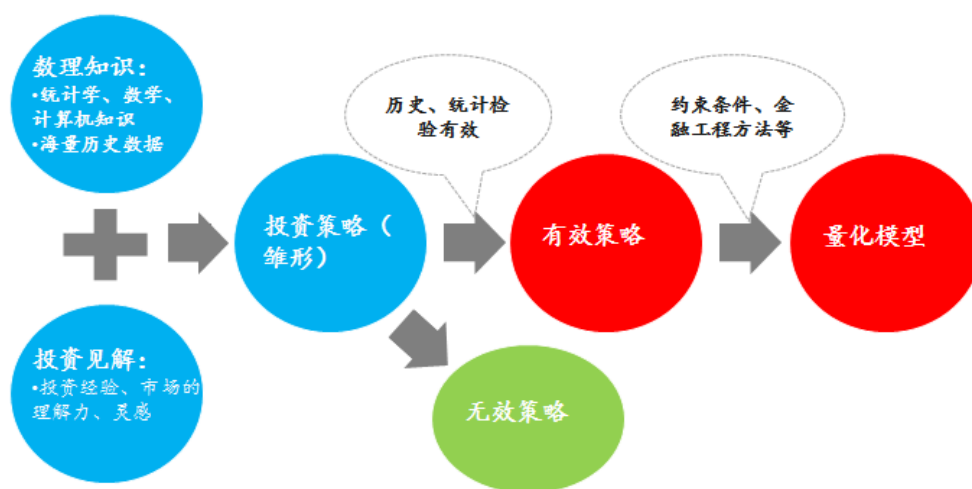 数理知识：
•统计学、数学、
计算机知识
•海量历史数据
投资见解：
•投资经验、市场的
理解力、灵感
投资策略（
雏形）
历史、统计检
验有效
有效策略
无效策略
约束条件、金
融工程方法等
量化模型